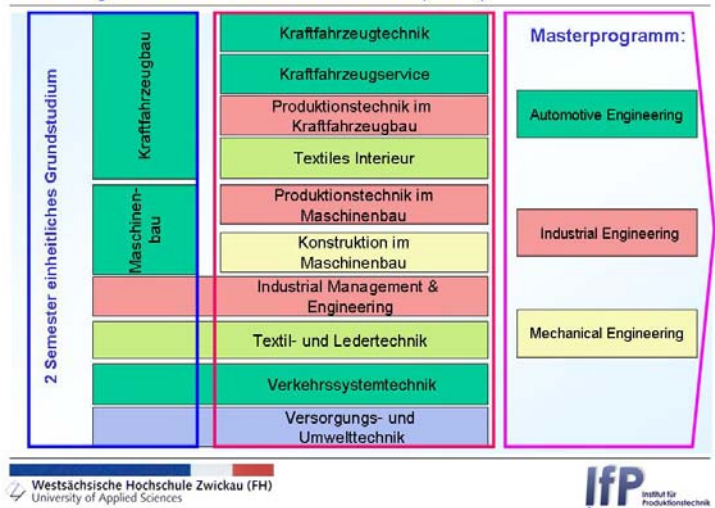 2 Semester einheitliches Grundstudium
Kraftfahrzeugbau
Maschinen-
bau
Kraftfahrzeugtechnik
Kraftfahrzeugservice
Produktionstechnik im
Kraftfahrzeugbau
Textiles Interieur
Produktionstechnik im
Maschinenbau
Konstruktion im
Maschinenbau
Industrial Management &
Engineering
Textil- und Ledertechnik
Verkehrssystemtechnik
Versorgungs- und
Umwelttechnik
Masterprogramm:
Automotive Engineering
Industrial Engineering
Mechanical Engineering
Westsächsische Hochschule Zwickau (FH)
University of Applied Sciences
IfP
Institut für
Produktionstechnik